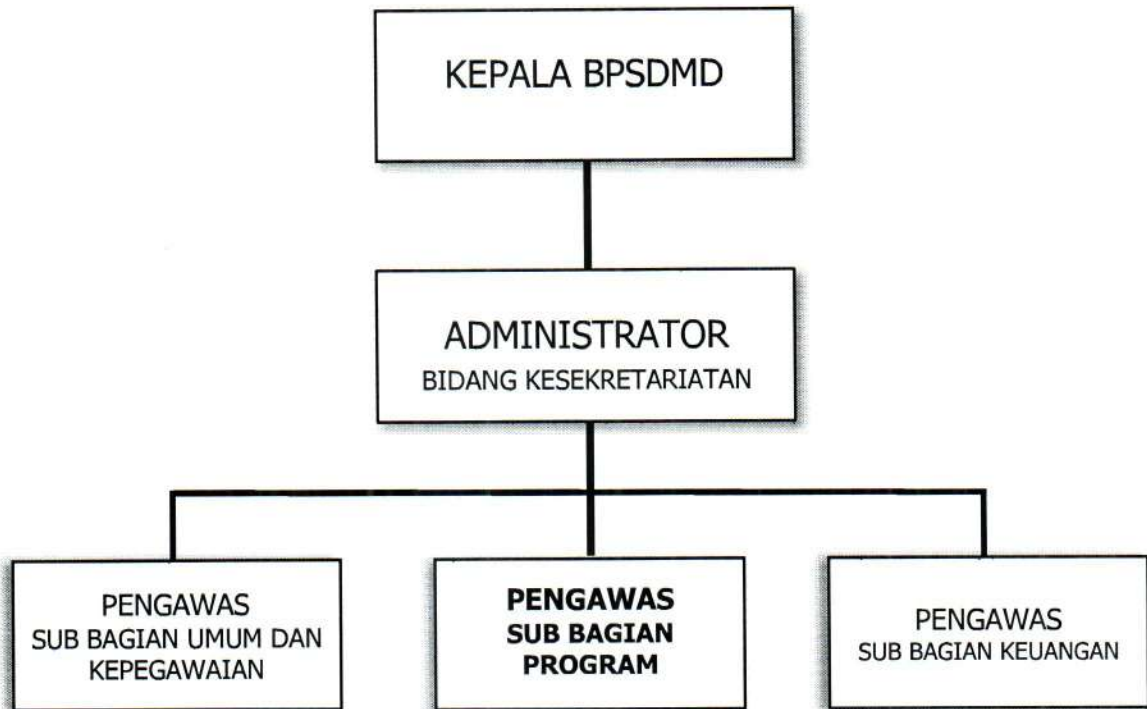 KEPALA BPSDMD
ADMINISTRATOR
BIDANG KESEKRETARIATAN
PENGAWAS
SUB BAGIAN UMUM DAN
KEPEGAWAIAN
PENGAWAS
SUB BAGIAN
PROGRAM
PENGAWAS
SUB BAGIAN KEUANGAN